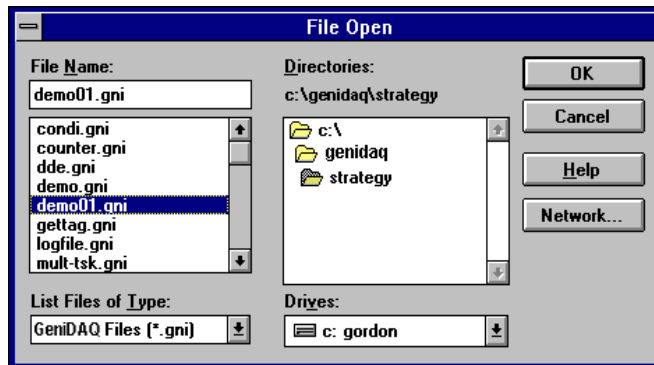 File Open
File Name:
demo01.gni
condi.gni
counter.gni
dde.gni
demo.gni
demo01.gni
gettag.gni
logfile.gni
mult-tsk.gni
List Files of Type:
GeniDAQ Files (*.gni)
Directories:
c:\genidaq\strategy
c:\
genidaq
strategy
Drives:
c: gordon
OK
Cancel
Help
Network...